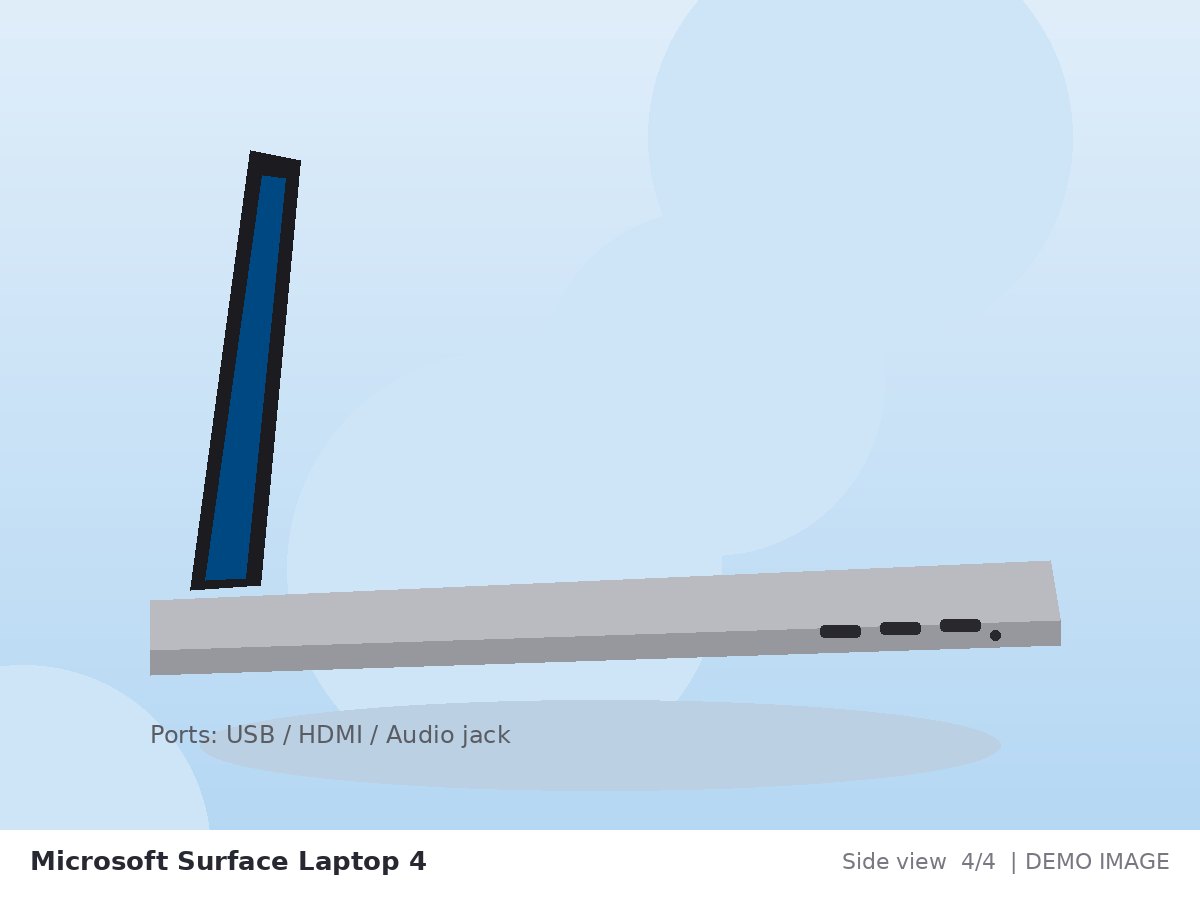 Ports: USB / HDMI / Audio jack
Microsoft Surface Laptop 4
Side view  4/4  | DEMO IMAGE